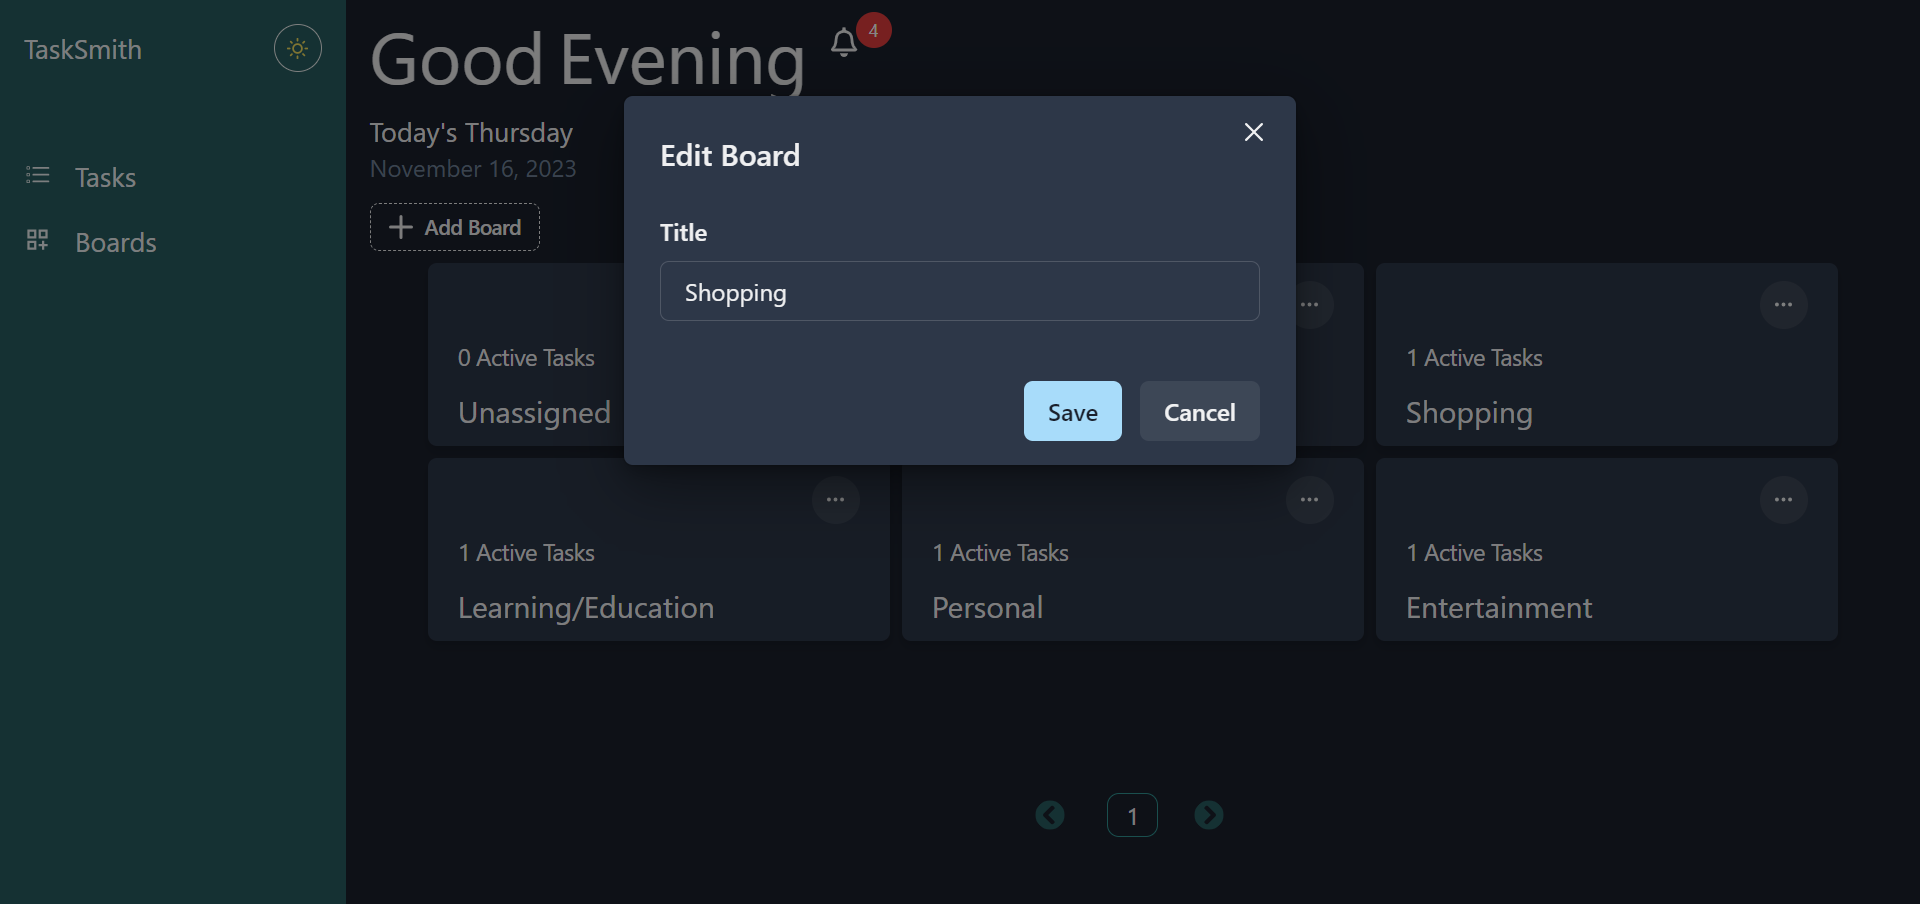 TaskSmith
Tasks
Boards
Good Evening
4
Today's Thursday
November 16, 2023
Add Board
Edit Board
Title
Shopping
Save
Cancel
0 Active Tasks
Unassigned
1 Active Tasks
Shopping
1 Active Tasks
Learning/Education
1 Active Tasks
Personal
1 Active Tasks
Entertainment
1